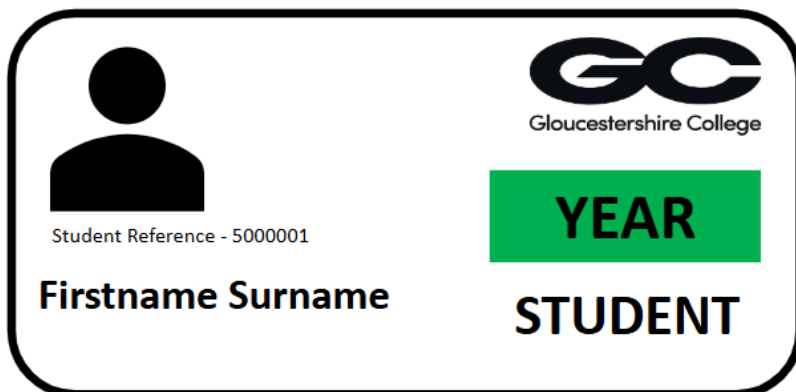 GC
Gloucestershire College
Student Reference - 5000001
YEAR
Firstname Surname
STUDENT